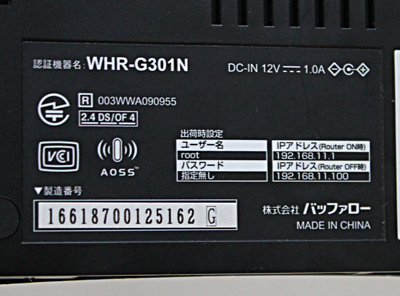 認証機器名: WHR-G301N
DC-IN 12V 1.0A
R 003WWA090955
2.4 DS/OF 4
VCCI
AOSS™
出荷時設定
ユーザー名 IPアドレス(Router ON時)
root 192.168.11.1
パスワード IPアドレス(Router OFF時)
指定無し 192.168.11.100
▼製造番号
16618700125162 G
株式会社 バッファロー
MADE IN CHINA